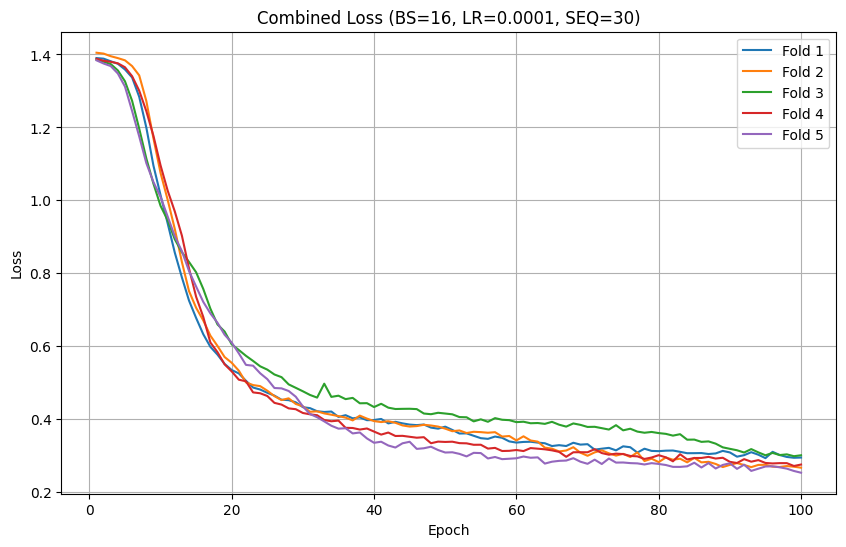 Combined Loss (BS=16, LR=0.0001, SEQ=30)
Fold 1
Fold 2
Fold 3
Fold 4
Fold 5
Loss
1.4
1.2
1.0
0.8
0.6
0.4
0.2
0 20 40 60 80 100
Epoch